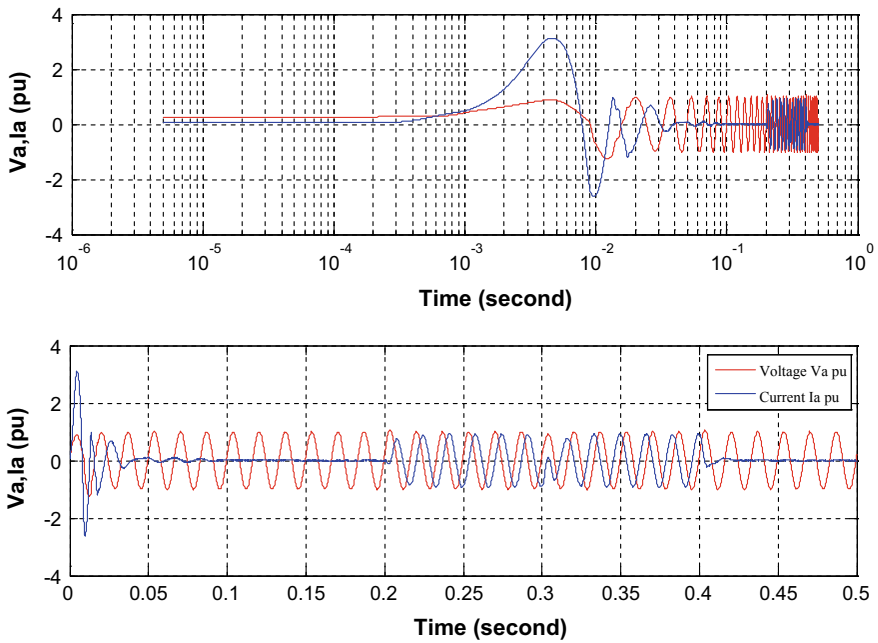 4
2
0
-2
-4
Va,Ia (pu)
10^-6 10^-5 10^-4 10^-3 10^-2 10^-1 10^0
Time (second)
4
2
0
-2
-4
Va,Ia (pu)
Voltage Va pu
Current Ia pu
0 0.05 0.1 0.15 0.2 0.25 0.3 0.35 0.4 0.45 0.5
Time (second)